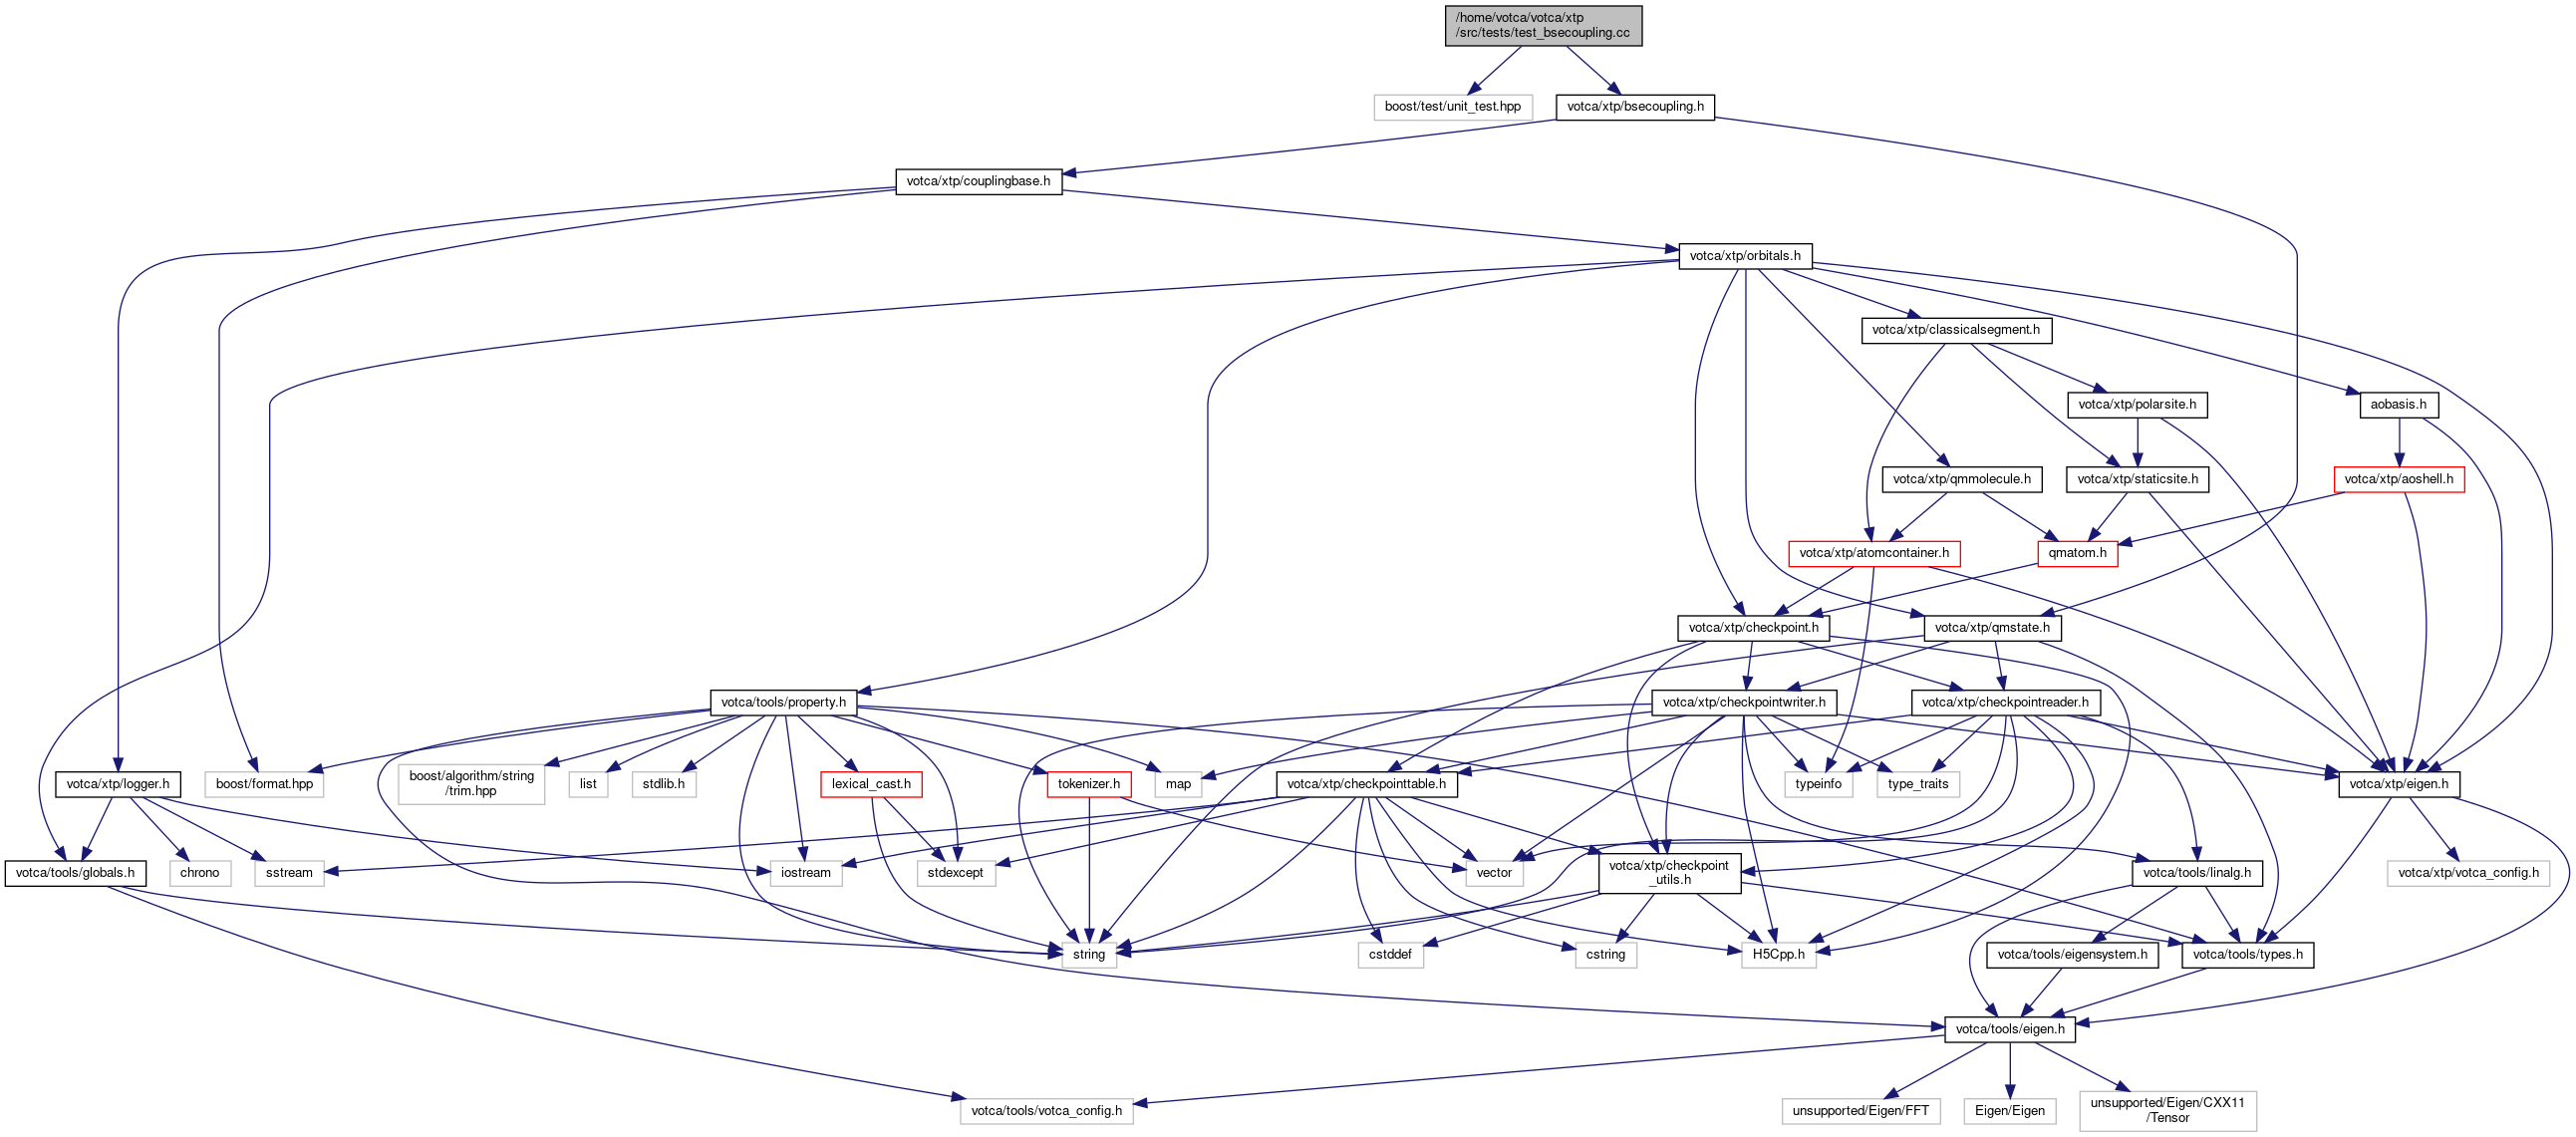 /home/votca/votca/xtp
/src/tests/test_bsecoupling.cc
boost/test/unit_test.hpp
votca/xtp/bsecoupling.h
votca/xtp/couplingbase.h
votca/xtp/orbitals.h
votca/xtp/classicalsegment.h
votca/xtp/polarsite.h
aobasis.h
votca/xtp/qmmolecule.h
votca/xtp/staticsite.h
votca/xtp/aoshell.h
votca/xtp/atomcontainer.h
qmatom.h
votca/xtp/checkpoint.h
votca/xtp/qmstate.h
votca/tools/property.h
votca/xtp/checkpointwriter.h
votca/xtp/checkpointreader.h
votca/xtp/logger.h
boost/format.hpp
boost/algorithm/string
/trim.hpp
list
stdlib.h
lexical_cast.h
tokenizer.h
map
votca/xtp/checkpointtable.h
typeinfo
type_traits
votca/xtp/eigen.h
votca/tools/globals.h
chrono
sstream
iostream
stdexcept
vector
votca/xtp/checkpoint
_utils.h
votca/tools/linalg.h
votca/xtp/votca_config.h
string
cstddef
cstring
H5Cpp.h
votca/tools/eigensystem.h
votca/tools/types.h
votca/tools/eigen.h
votca/tools/votca_config.h
unsupported/Eigen/FFT
Eigen/Eigen
unsupported/Eigen/CXX11
/Tensor